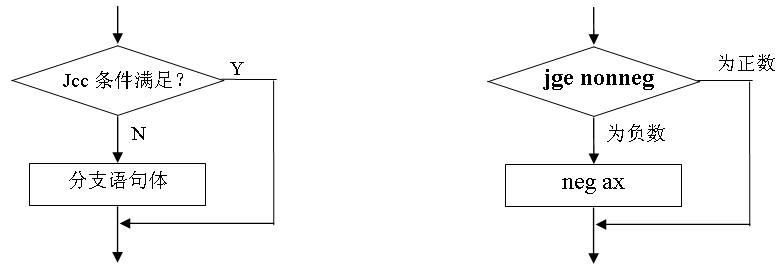 Jcc 条件满足？
Y
N
分支语句体
jge nonneg
为正数
为负数
neg ax